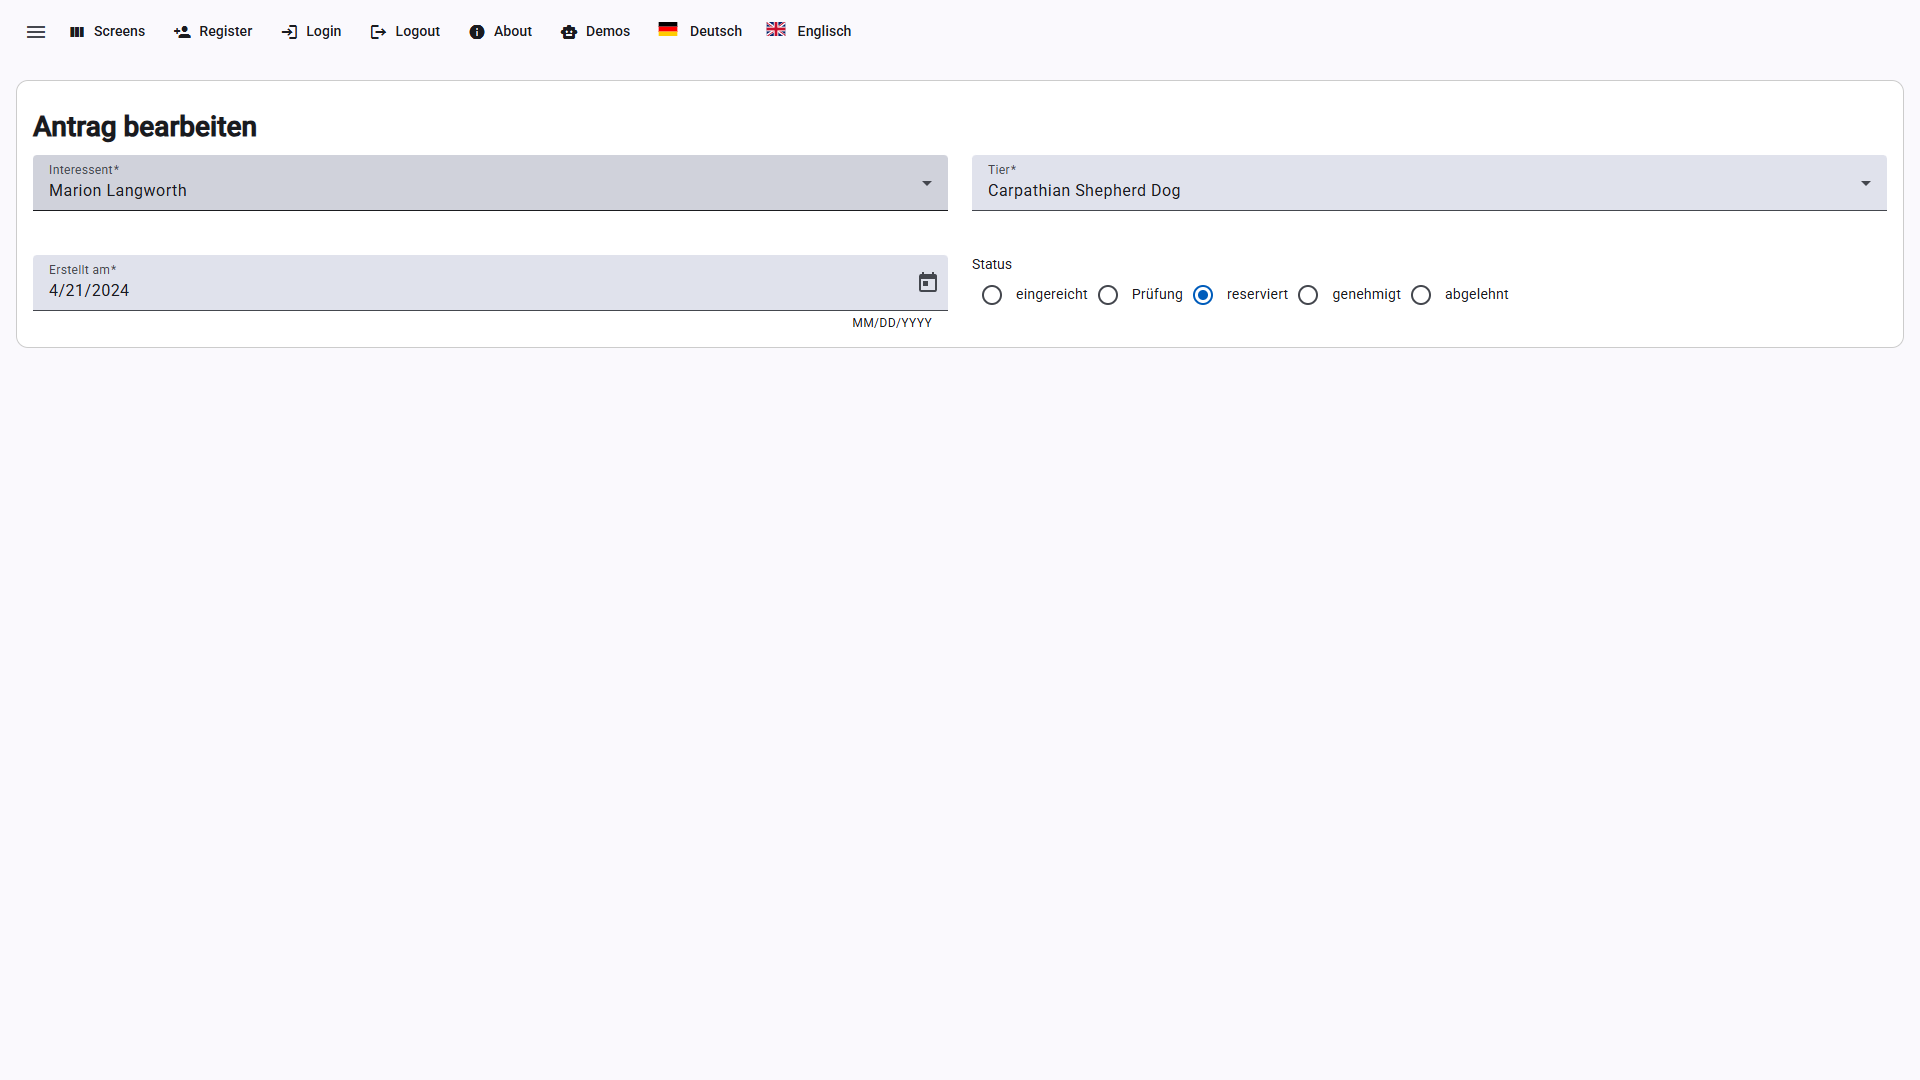 Screens Register Login Logout About Demos Deutsch Englisch
Antrag bearbeiten
Interessent*
Marion Langworth
Tier*
Carpathian Shepherd Dog
Erstellt am*
4/21/2024
MM/DD/YYYY
Status
eingereicht Prüfung reserviert genehmigt abgelehnt